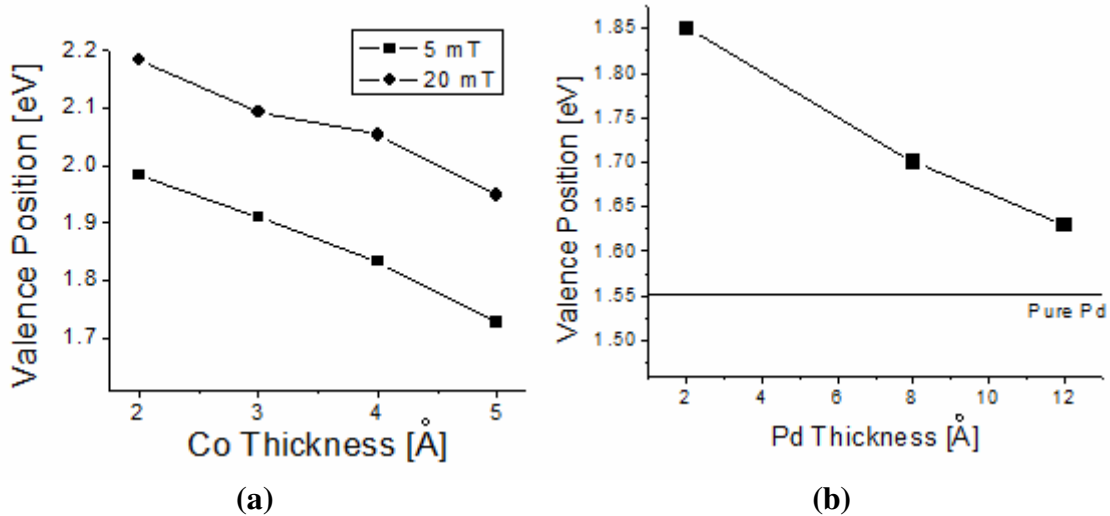 5 mT
20 mT
2.2
2.1
2.0
1.9
1.8
1.7
Valence Position [eV]
2 3 4 5
Co Thickness [Å]
(a)
1.85
1.80
1.75
1.70
1.65
1.60
1.55
1.50
Valence Position [eV]
Pure Pd
2 4 6 8 10 12
Pd Thickness [Å]
(b)